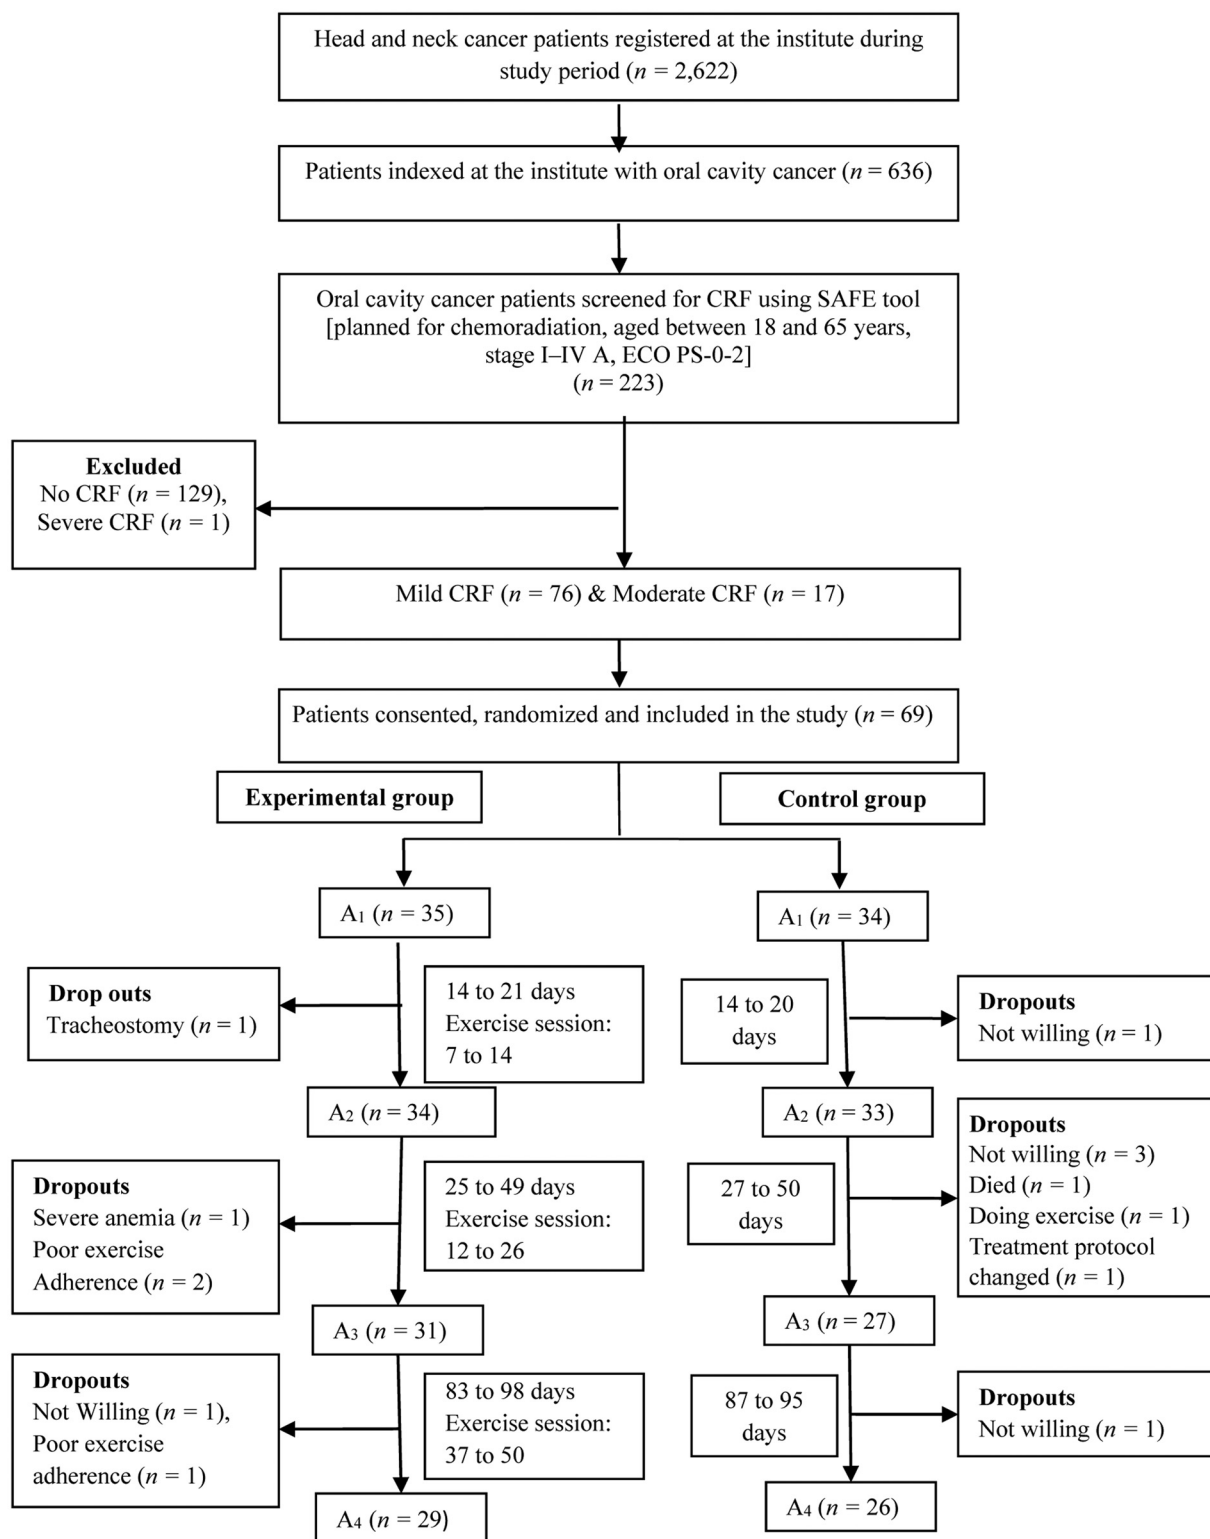 Head and neck cancer patients registered at the institute during
study period (n = 2,622)
Patients indexed at the institute with oral cavity cancer (n = 636)
Oral cavity cancer patients screened for CRF using SAFE tool
[planned for chemoradiation, aged between 18 and 65 years,
stage I–IV A, ECO PS-0-2]
(n = 223)
Excluded
No CRF (n = 129),
Severe CRF (n = 1)
Mild CRF (n = 76) & Moderate CRF (n = 17)
Patients consented, randomized and included in the study (n = 69)
Experimental group
Control group
A1 (n = 35)
A1 (n = 34)
Drop outs
Tracheostomy (n = 1)
14 to 21 days
Exercise session:
7 to 14
14 to 20
days
Dropouts
Not willing (n = 1)
A2 (n = 34)
A2 (n = 33)
Dropouts
Severe anemia (n = 1)
Poor exercise
Adherence (n = 2)
25 to 49 days
Exercise session:
12 to 26
27 to 50
days
Dropouts
Not willing (n = 3)
Died (n = 1)
Doing exercise (n = 1)
Treatment protocol
changed (n = 1)
A3 (n = 31)
A3 (n = 27)
Dropouts
Not Willing (n = 1),
Poor exercise
adherence (n = 1)
83 to 98 days
Exercise session:
37 to 50
87 to 95
days
Dropouts
Not willing (n = 1)
A4 (n = 29)
A4 (n = 26)